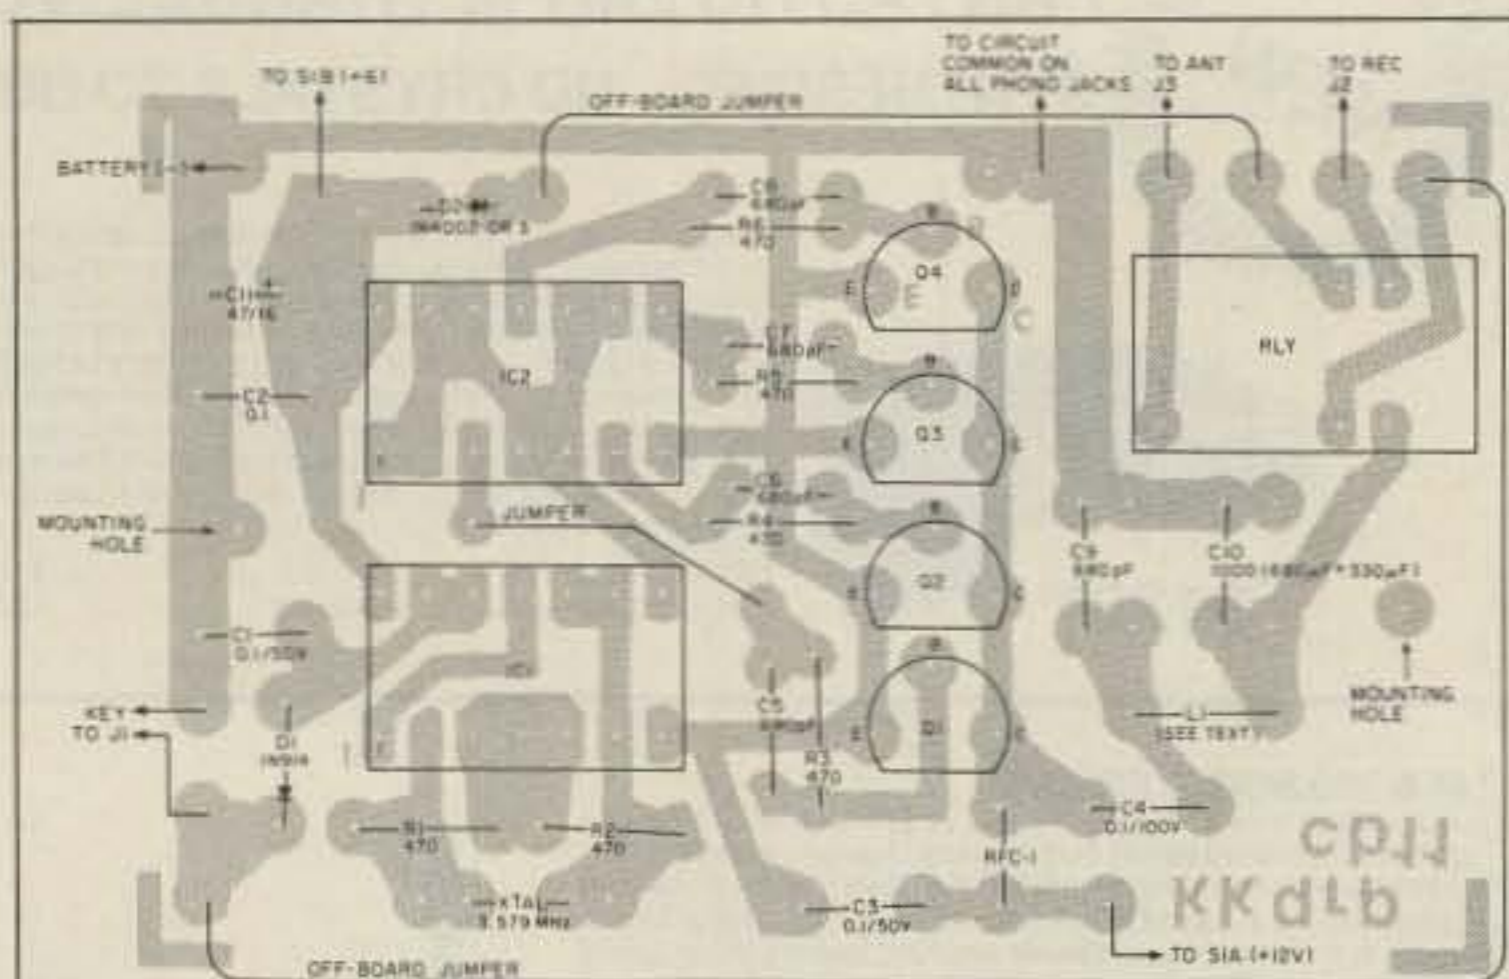 TO S1B (+6)
TO CIRCUIT
COMMON ON
ALL PHONO JACKS
TO ANT
J3
TO REC
J2
OFF-BOARD JUMPER
BATTERY (-)
D2
1N4002 OR 3
C8
680pF
R6
470
B
Q4
E
E
C
C11
+
47/16
C7
680pF
RLY
IC2
C2
0.1
R5
470
B
Q3
E
C
C6
680pF
JUMPER
R4
470
MOUNTING
HOLE
B
Q2
E
C
C9
680pF
C10
C1
0.1/50V
IC1
B
Q1
E
C
C5
680pF
R3
470
MOUNTING
HOLE
L1
(SEE TEXT)
KEY
TO J1
D1
1N914
R1
470
R2
470
RFC-1
C4
0.1/100V
XTAL
3.579 MHz
C3
0.1/50V
TO S1A (+12V)
OFF-BOARD JUMPER